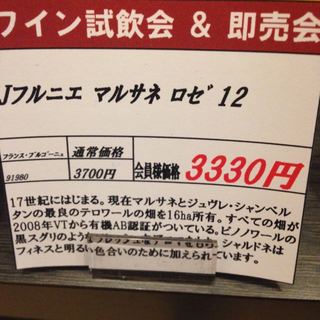 ワイン試飲会 & 即売会
Jフルニエ マルサネ ロゼ 12
フランス・ブルゴーニュ
通常価格
91980
3700円
会員様価格 3330円
17世紀にはじまる。現在マルサネとジュヴレ・シャンベル
タンの最良のテロワールの畑を16ha所有。すべての畑が
2008年VTから有機AB認証がついている。ピノノワールの
黒スグリのような
シャルドネは
フィネスと明るい色合いのために加えられています。